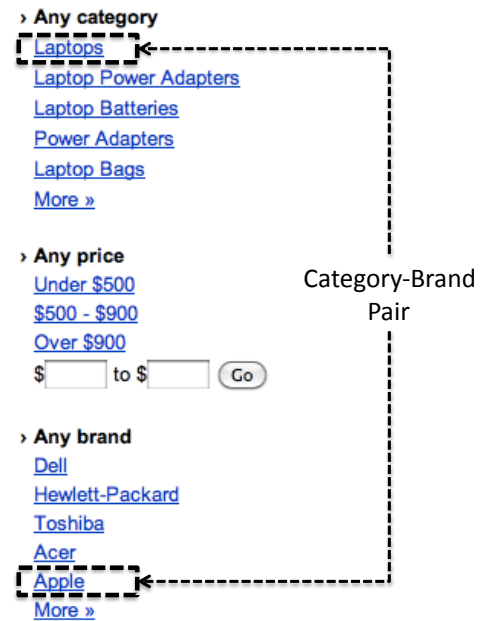 › Any category
Laptops
Laptop Power Adapters
Laptop Batteries
Power Adapters
Laptop Bags
More »
› Any price
Under $500
$500 - $900
Over $900
$ to $ Go
› Any brand
Dell
Hewlett-Packard
Toshiba
Acer
Apple
More »
Category-Brand
Pair